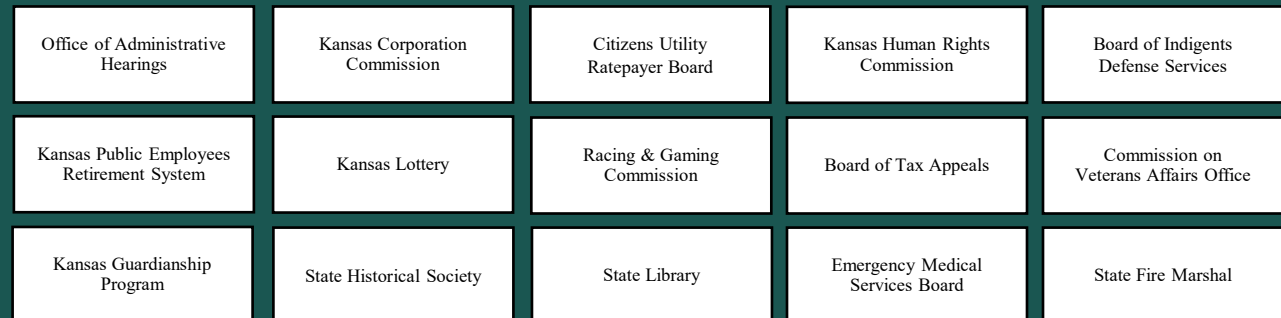 Office of Administrative
Hearings
Kansas Corporation
Commission
Citizens Utility
Ratepayer Board
Kansas Human Rights
Commission
Board of Indigents
Defense Services
Kansas Public Employees
Retirement System
Kansas Lottery
Racing & Gaming
Commission
Board of Tax Appeals
Commission on
Veterans Affairs Office
Kansas Guardianship
Program
State Historical Society
State Library
Emergency Medical
Services Board
State Fire Marshal